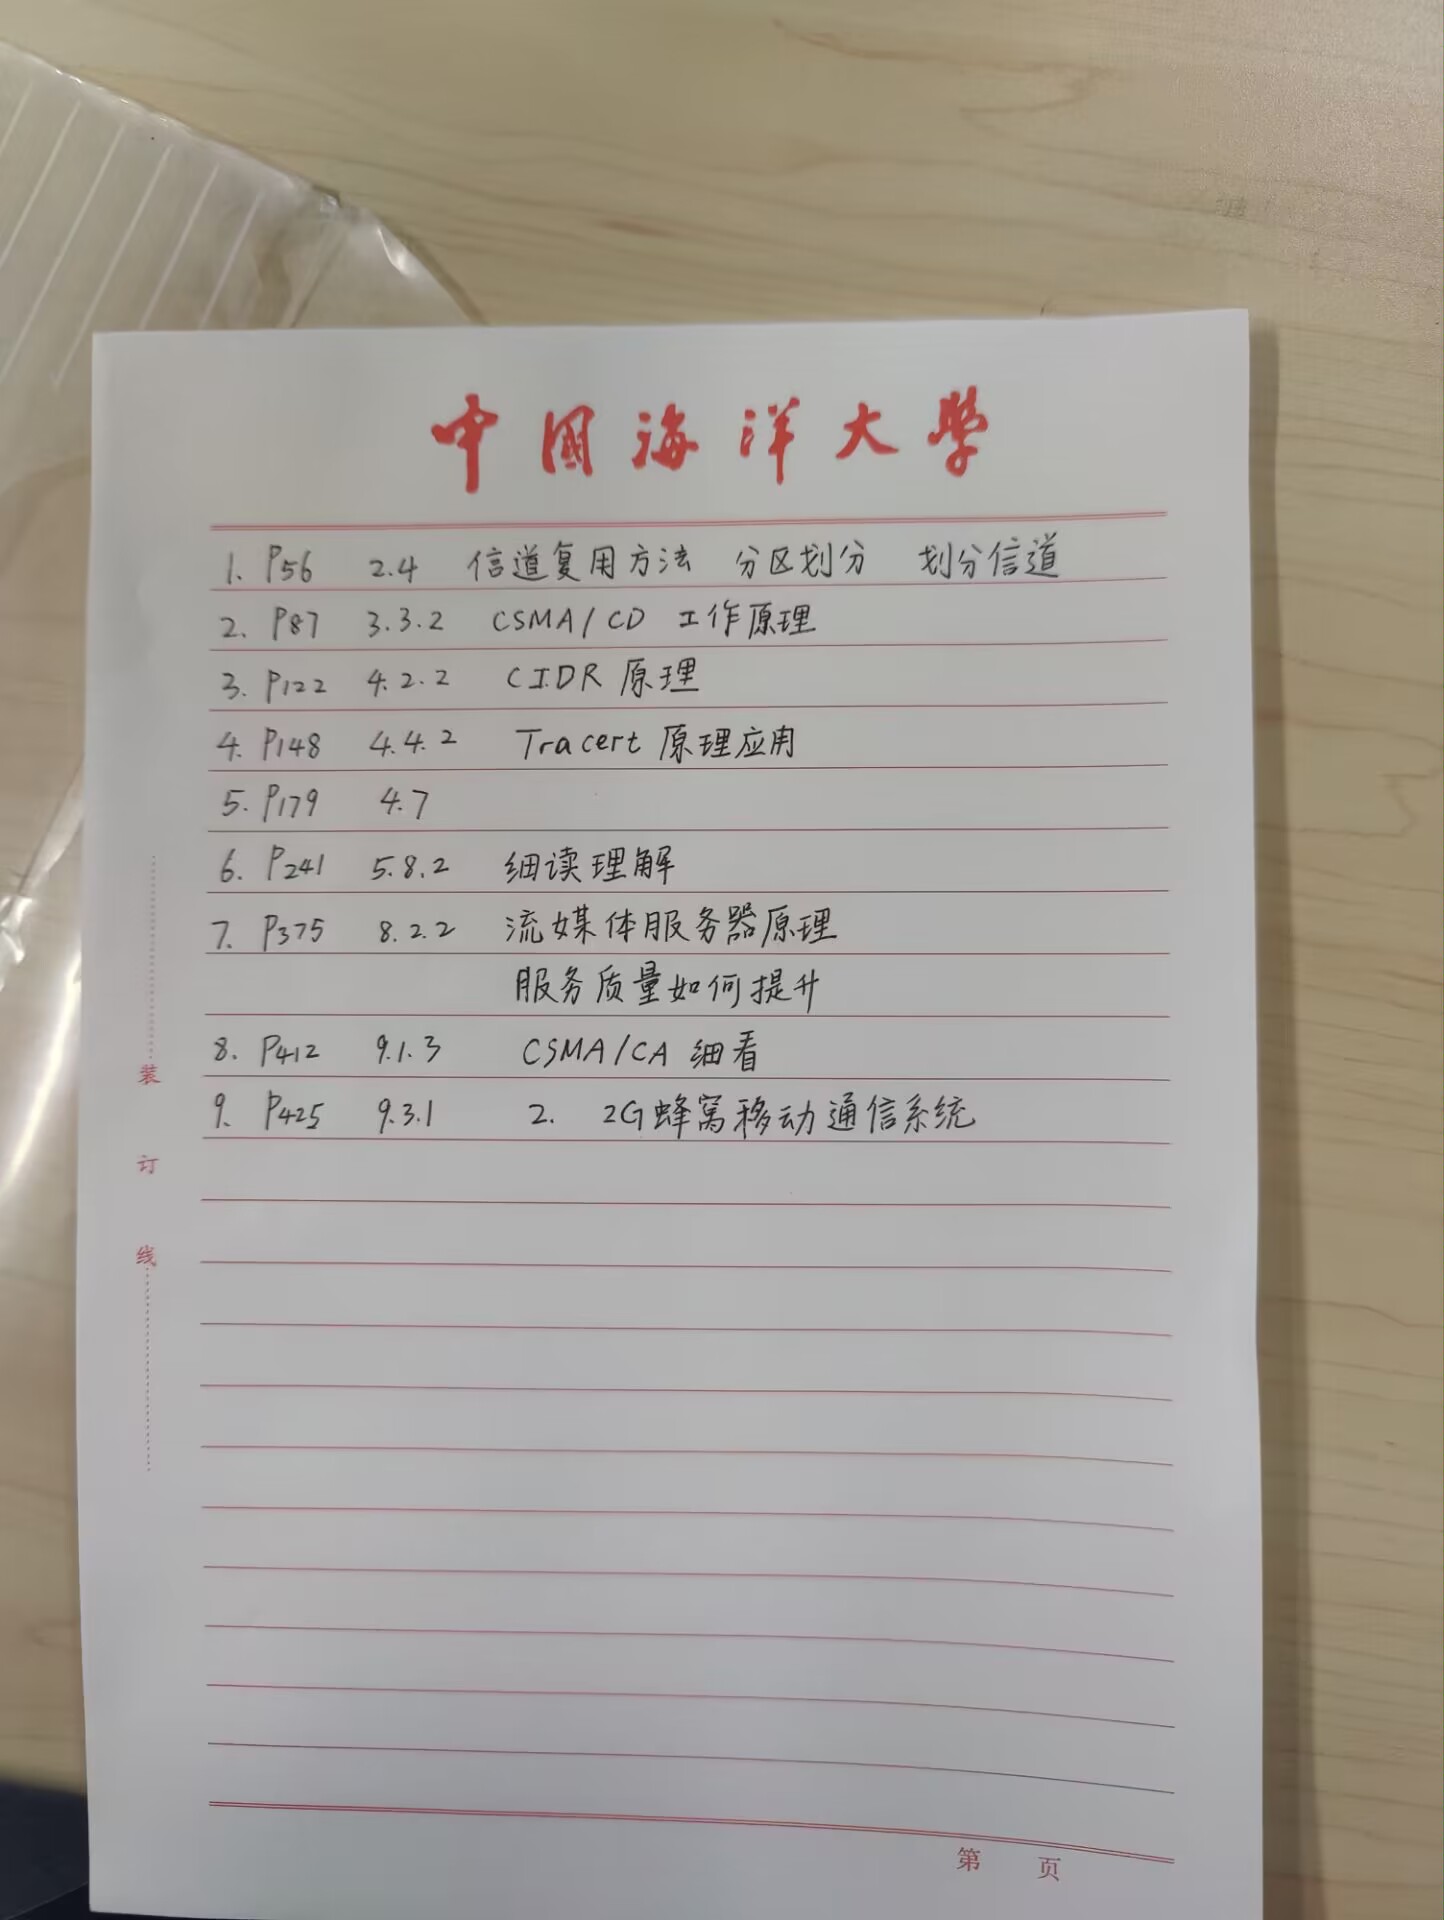 中国海洋大学
1. P56 2.4 信道复用方法 分区划分 划分信道
2. P87 3.3.2 CSMA/CD 工作原理
3. P122 4.2.2 CIDR 原理
4. P148 4.4.2 Tracert 原理应用
5. P179 4.7
6. P241 5.8.2 细读理解
7. P375 8.2.2 流媒体服务器原理
服务质量如何提升
8. P412 9.1.3 CSMA/CA 细看
9. P425 9.3.1 2. 2G蜂窝移动通信系统
装
订
线
第 页